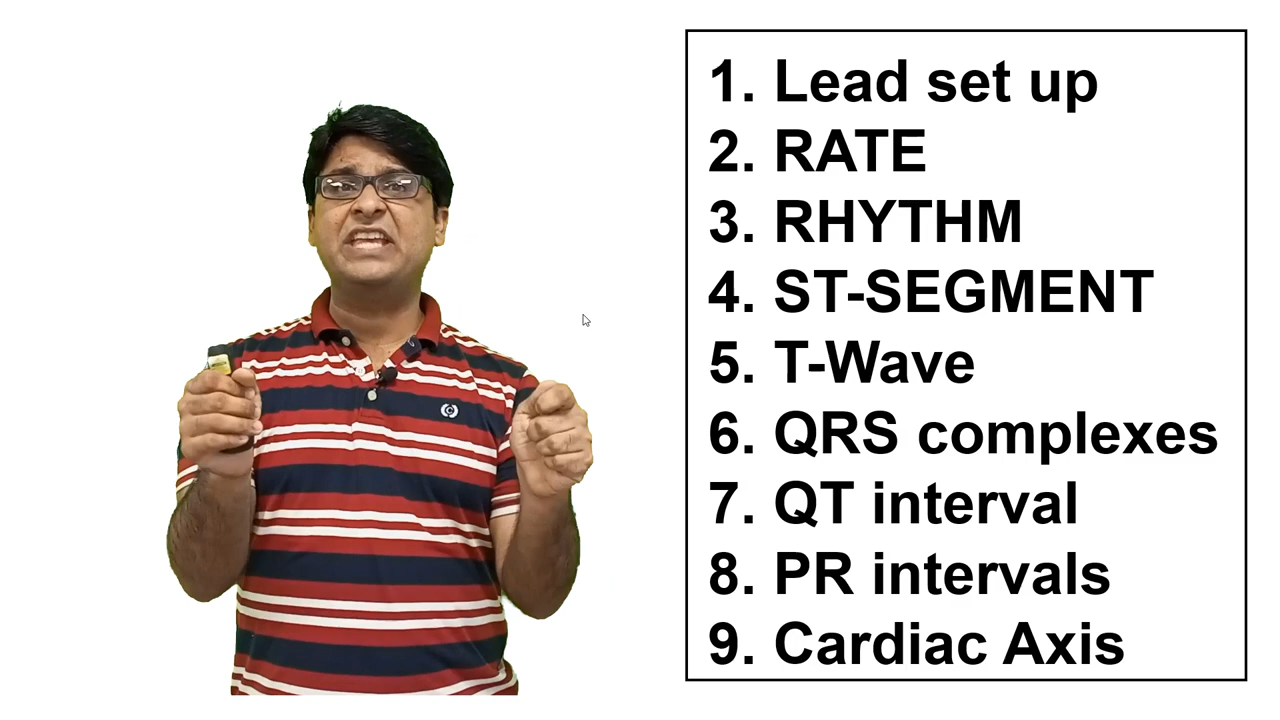 1. Lead set up
2. RATE
3. RHYTHM
4. ST-SEGMENT
5. T-Wave
6. QRS complexes
7. QT interval
8. PR intervals
9. Cardiac Axis